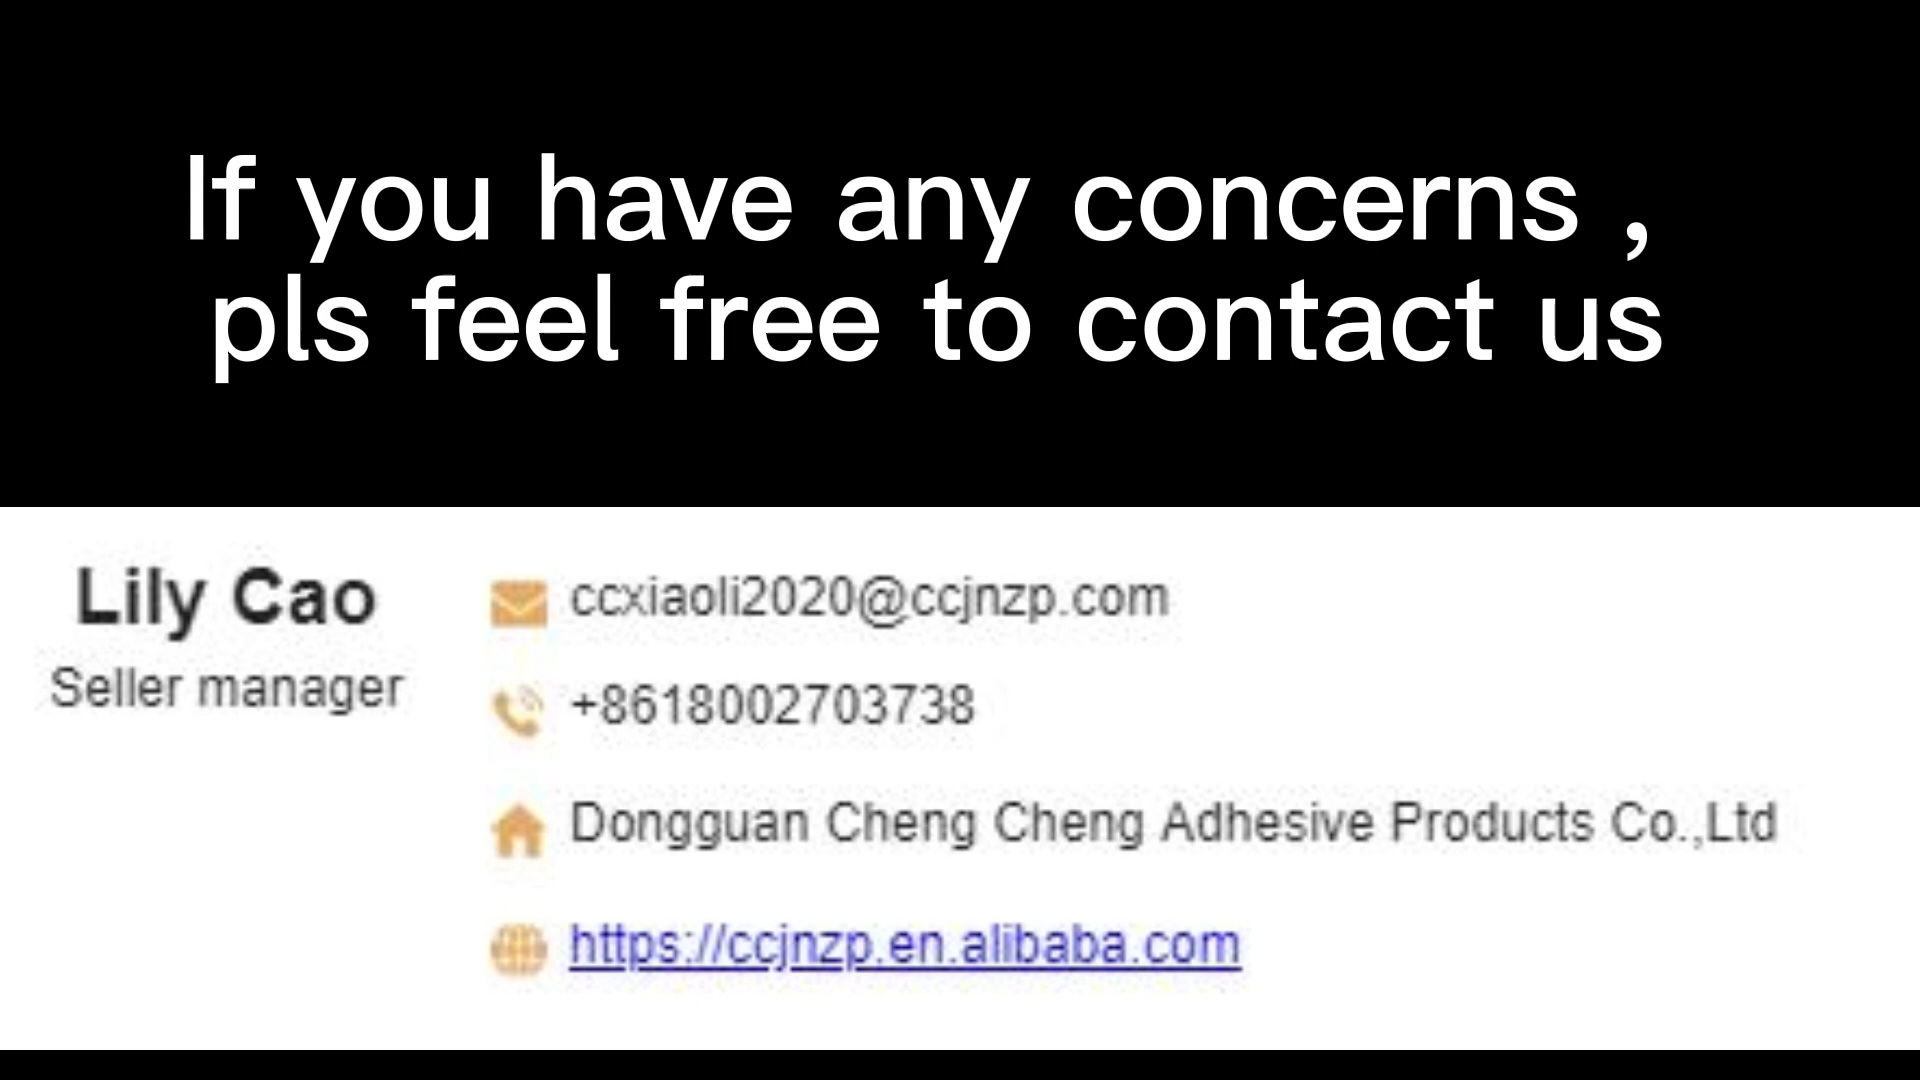 If you have any concerns ,
pls feel free to contact us
Lily Cao
Seller manager
ccxiaoli2020@ccjnzp.com
+8618002703738
Dongguan Cheng Cheng Adhesive Products Co.,Ltd
https://ccjnzp.en.alibaba.com